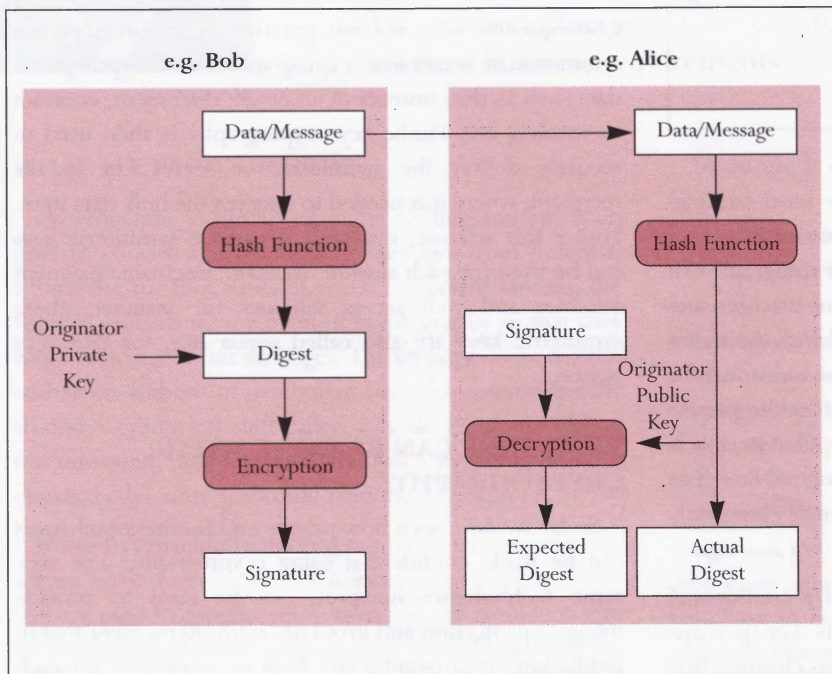 e.g. Bob
Data/Message
Hash Function
Originator
Private
Key
Digest
Encryption
Signature
e.g. Alice
Data/Message
Hash Function
Signature
Originator
Public
Key
Decryption
Expected
Digest
Actual
Digest